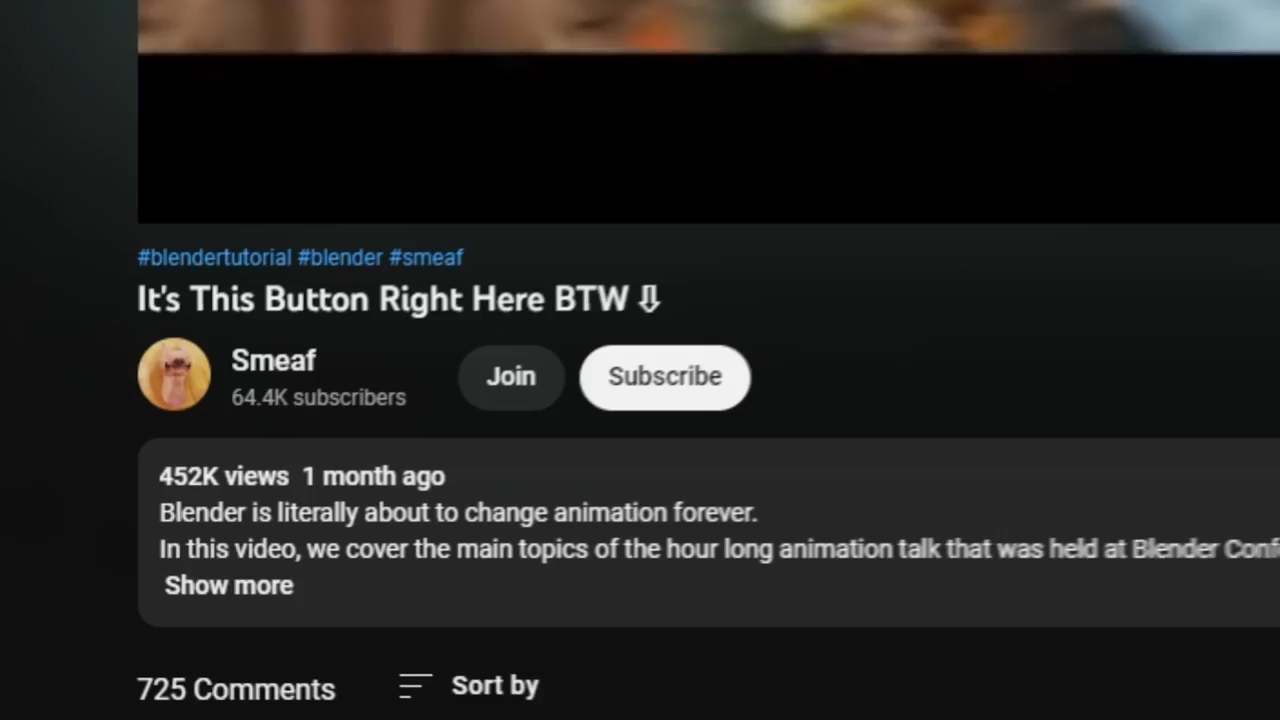 #blendertutorial #blender #smeaf
It's This Button Right Here BTW ⇩
Smeaf
64.4K subscribers
Join
Subscribe
452K views 1 month ago
Blender is literally about to change animation forever.
In this video, we cover the main topics of the hour long animation talk that was held at Blender Conf
Show more
725 Comments
Sort by